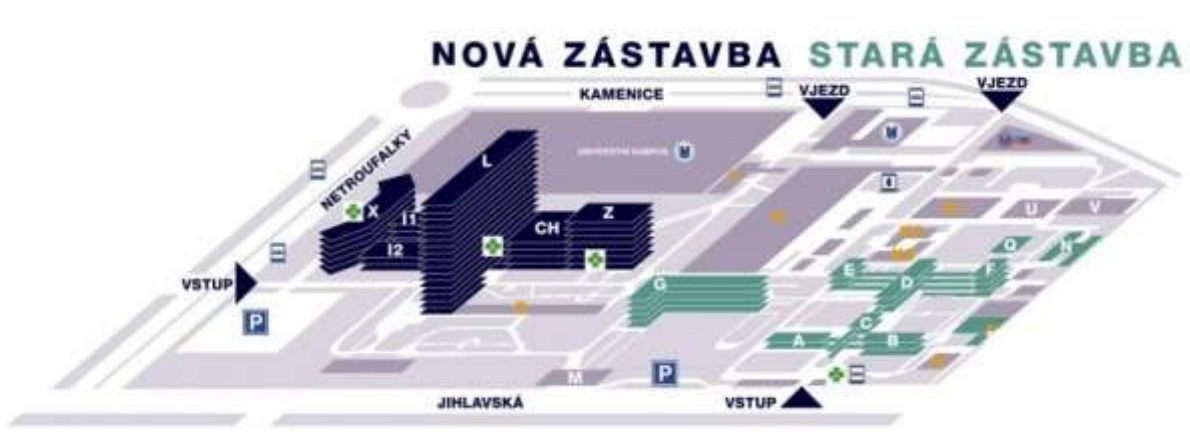 NOVÁ ZÁSTAVBA STARÁ ZÁSTAVBA
KAMENICE
VJEZD
VJEZD
NETROUFALKY
L
X
I1
I2
CH
Z
U
V
Q
N
E
D
F
G
C
A
B
VSTUP
P
M
P
JIHLAVSKÁ
VSTUP